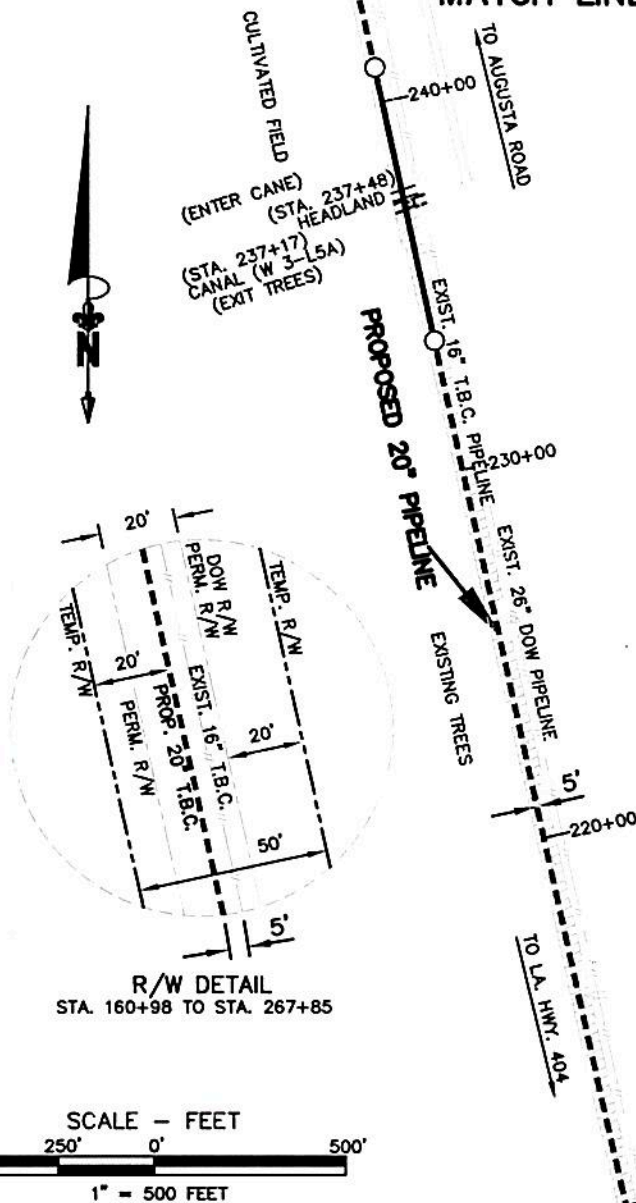 TO AUGUSTA ROAD
240+00
CULTIVATED FIELD
(ENTER CANE)
(STA. 237+48)
HEADLAND
(STA. 237+17)
CANAL (W 3-L5A)
(EXIT TREES)
N
EXIST. 16" T.B.C. PIPELINE
PROPOSED 20" PIPELINE
230+00
EXIST. 26" DOW PIPELINE
EXISTING TREES
5'
220+00
TO LA. HWY. 404
20'
TEMP. R/W
DOW R/W
PERM. R/W
TEMP. R/W
20'
PERM. R/W
PROP. 20" T.B.C.
EXIST. 16" T.B.C.
20'
50'
5'
R/W DETAIL
STA. 160+98 TO STA. 267+85
SCALE - FEET
250' 0' 500'
1" = 500 FEET